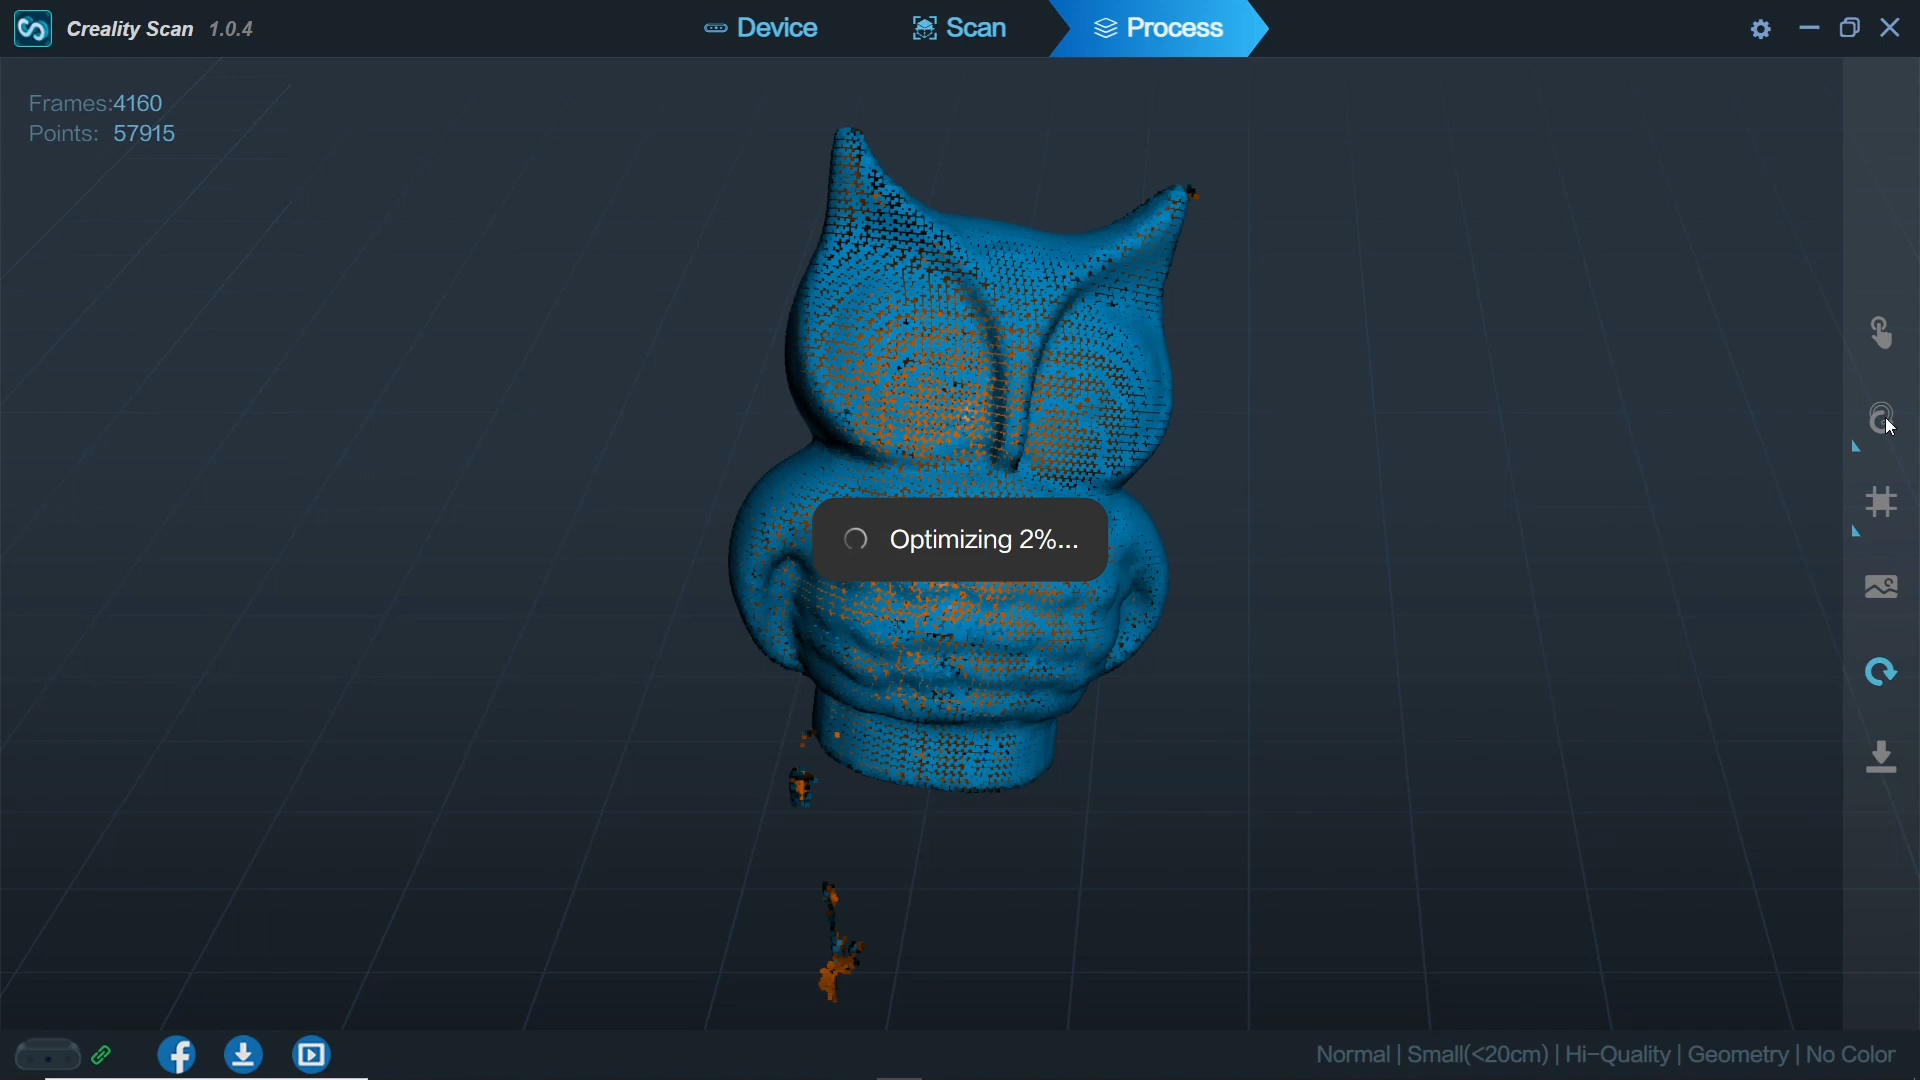 Creality Scan 1.0.4
Device
Scan
Process
Frames:4160
Points: 57915
Optimizing 2%...
Normal | Small(<20cm) | Hi-Quality | Geometry | No Color